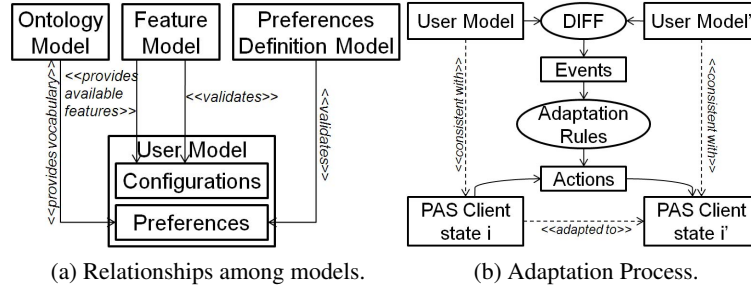 Ontology
Model
Feature
Model
Preferences
Definition Model
<<provides vocabulary>>
<<provides
available
features>>
<<validates>>
<<validates>>
User Model
Configurations
Preferences
(a) Relationships among models.
User Model
DIFF
User Model'
Events
<<consistent with>>
<<consistent with>>
Adaptation
Rules
Actions
PAS Client
state i
<<adapted to>>
PAS Client
state i'
(b) Adaptation Process.